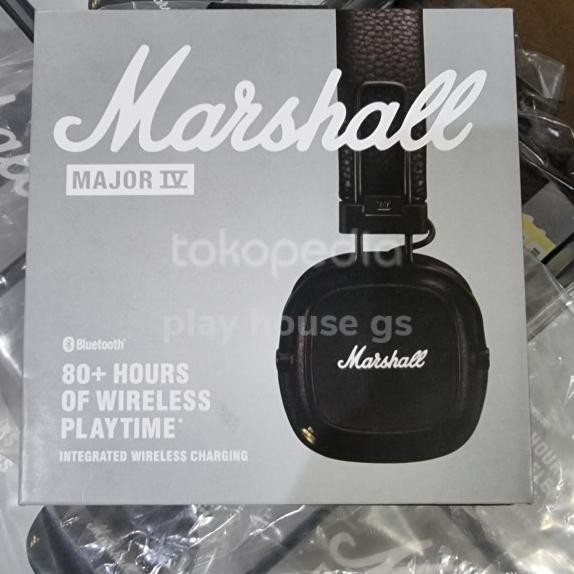 Marshall
MAJOR IV
tokopedia
play house gs
Marshall
Bluetooth®
80+ HOURS
OF WIRELESS
PLAYTIME*
INTEGRATED WIRELESS CHARGING